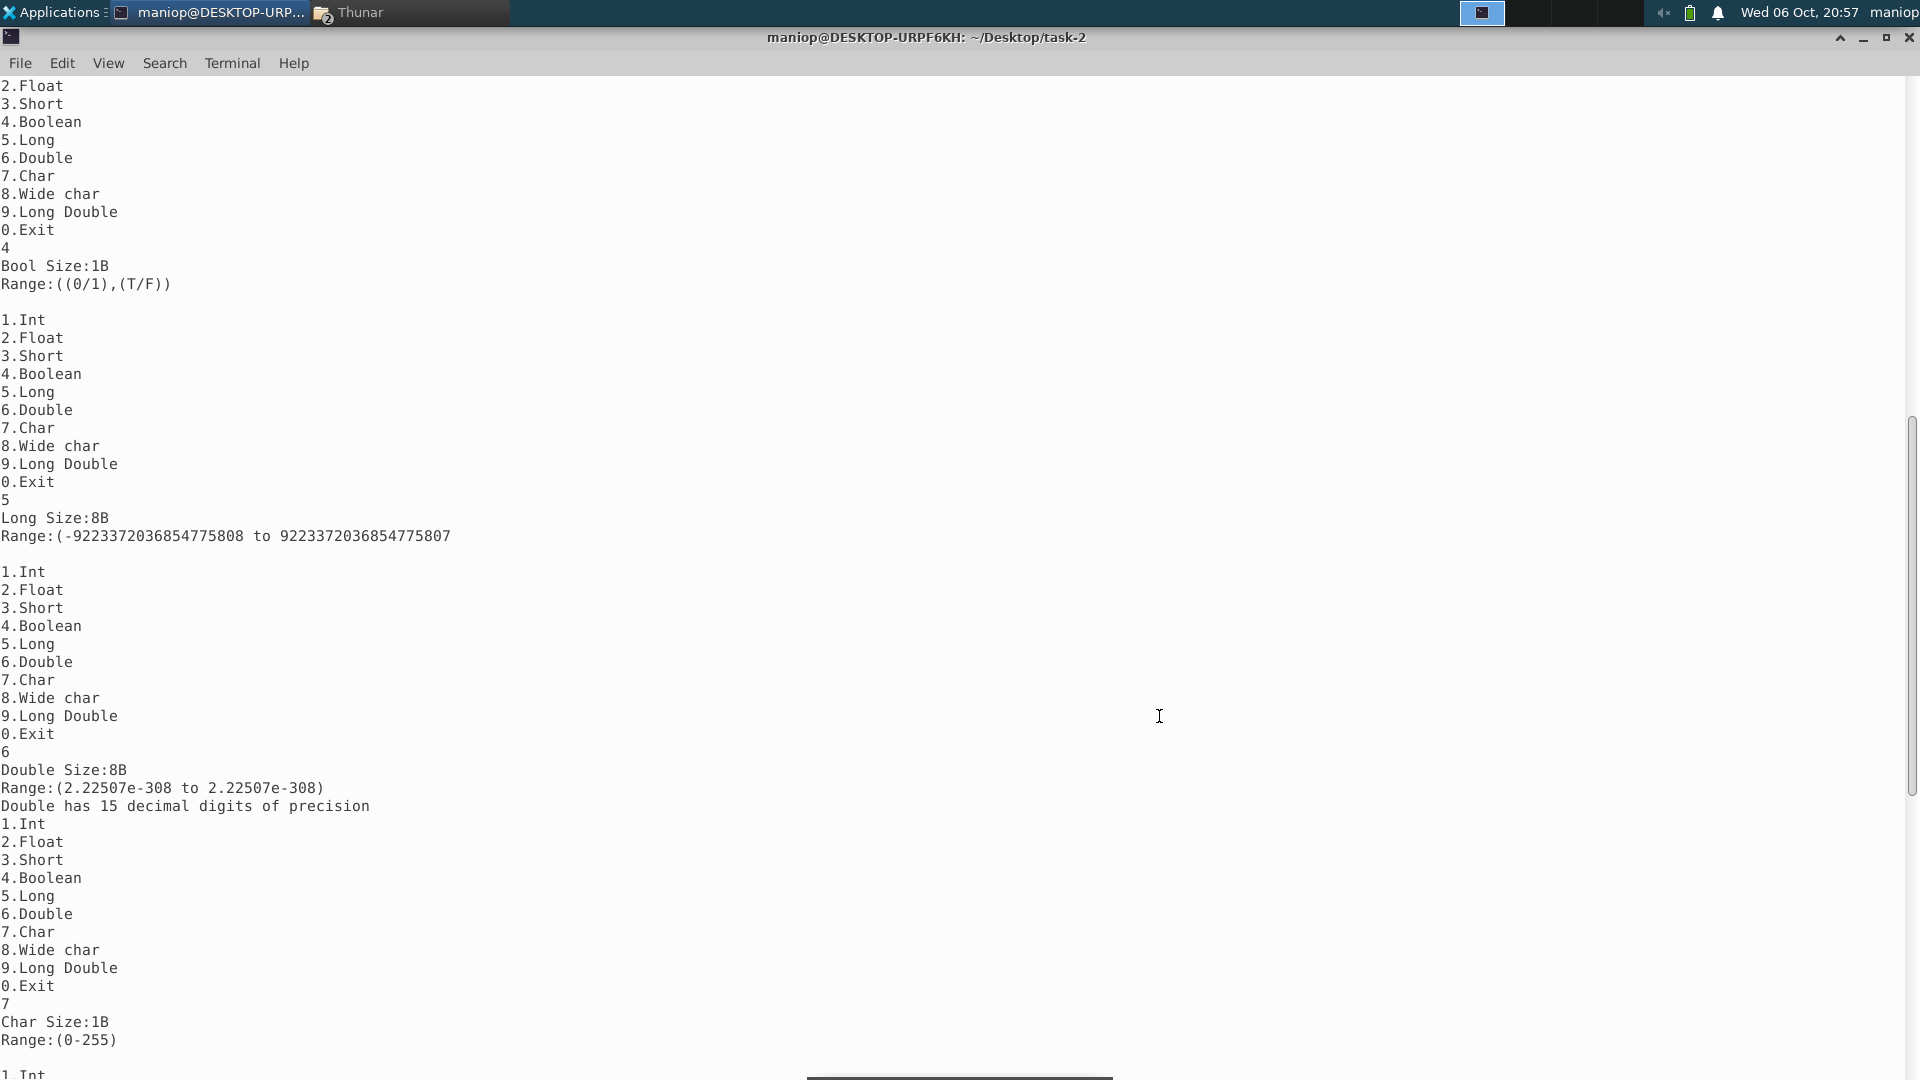 Applications
maniop@DESKTOP-URP...
2
Thunar
Wed 06 Oct, 20:57
maniop
maniop@DESKTOP-URPF6KH: ~/Desktop/task-2
File Edit View Search Terminal Help
2.Float
3.Short
4.Boolean
5.Long
6.Double
7.Char
8.Wide char
9.Long Double
0.Exit
4
Bool Size:1B
Range:((0/1),(T/F))
1.Int
2.Float
3.Short
4.Boolean
5.Long
6.Double
7.Char
8.Wide char
9.Long Double
0.Exit
5
Long Size:8B
Range:(-9223372036854775808 to 9223372036854775807
1.Int
2.Float
3.Short
4.Boolean
5.Long
6.Double
7.Char
8.Wide char
9.Long Double
0.Exit
6
Double Size:8B
Range:(2.22507e-308 to 2.22507e-308)
Double has 15 decimal digits of precision
1.Int
2.Float
3.Short
4.Boolean
5.Long
6.Double
7.Char
8.Wide char
9.Long Double
0.Exit
7
Char Size:1B
Range:(0-255)
1.Int